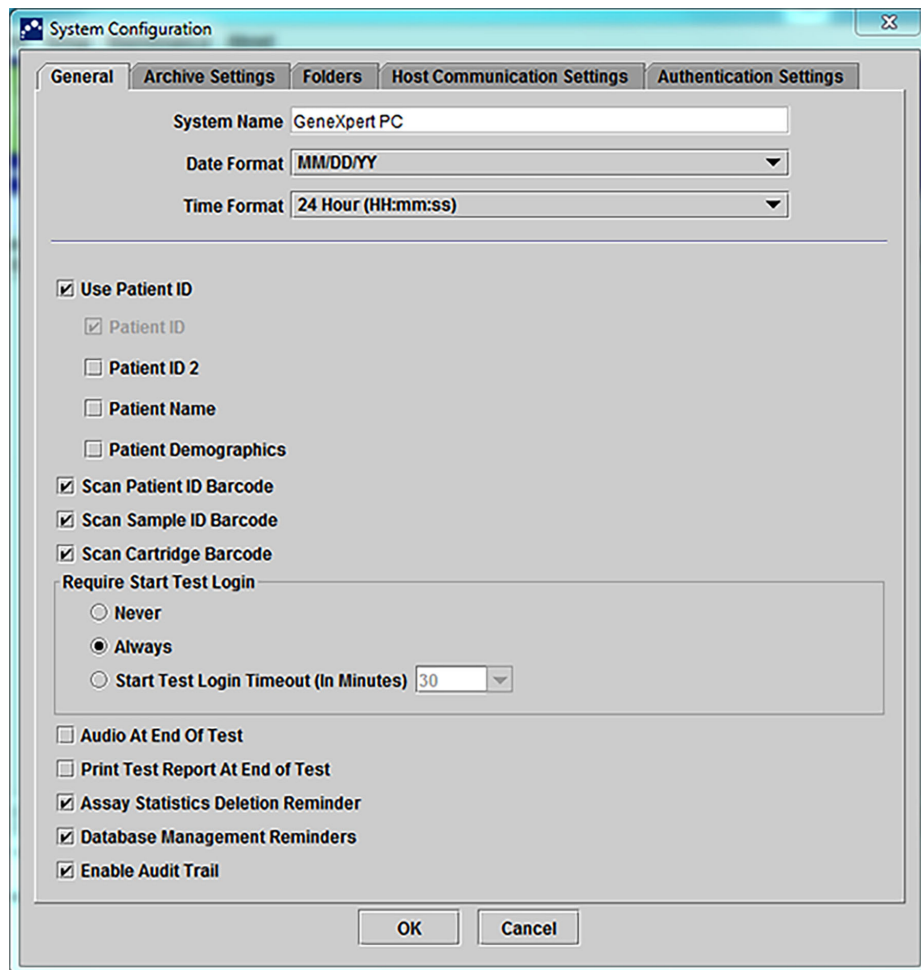 System Configuration
General Archive Settings Folders Host Communication Settings Authentication Settings
System Name GeneXpert PC
Date Format MM/DD/YY
Time Format 24 Hour (HH:mm:ss)
Use Patient ID
Patient ID
Patient ID 2
Patient Name
Patient Demographics
Scan Patient ID Barcode
Scan Sample ID Barcode
Scan Cartridge Barcode
Require Start Test Login
Never
Always
Start Test Login Timeout (In Minutes) 30
Audio At End Of Test
Print Test Report At End of Test
Assay Statistics Deletion Reminder
Database Management Reminders
Enable Audit Trail
OK Cancel